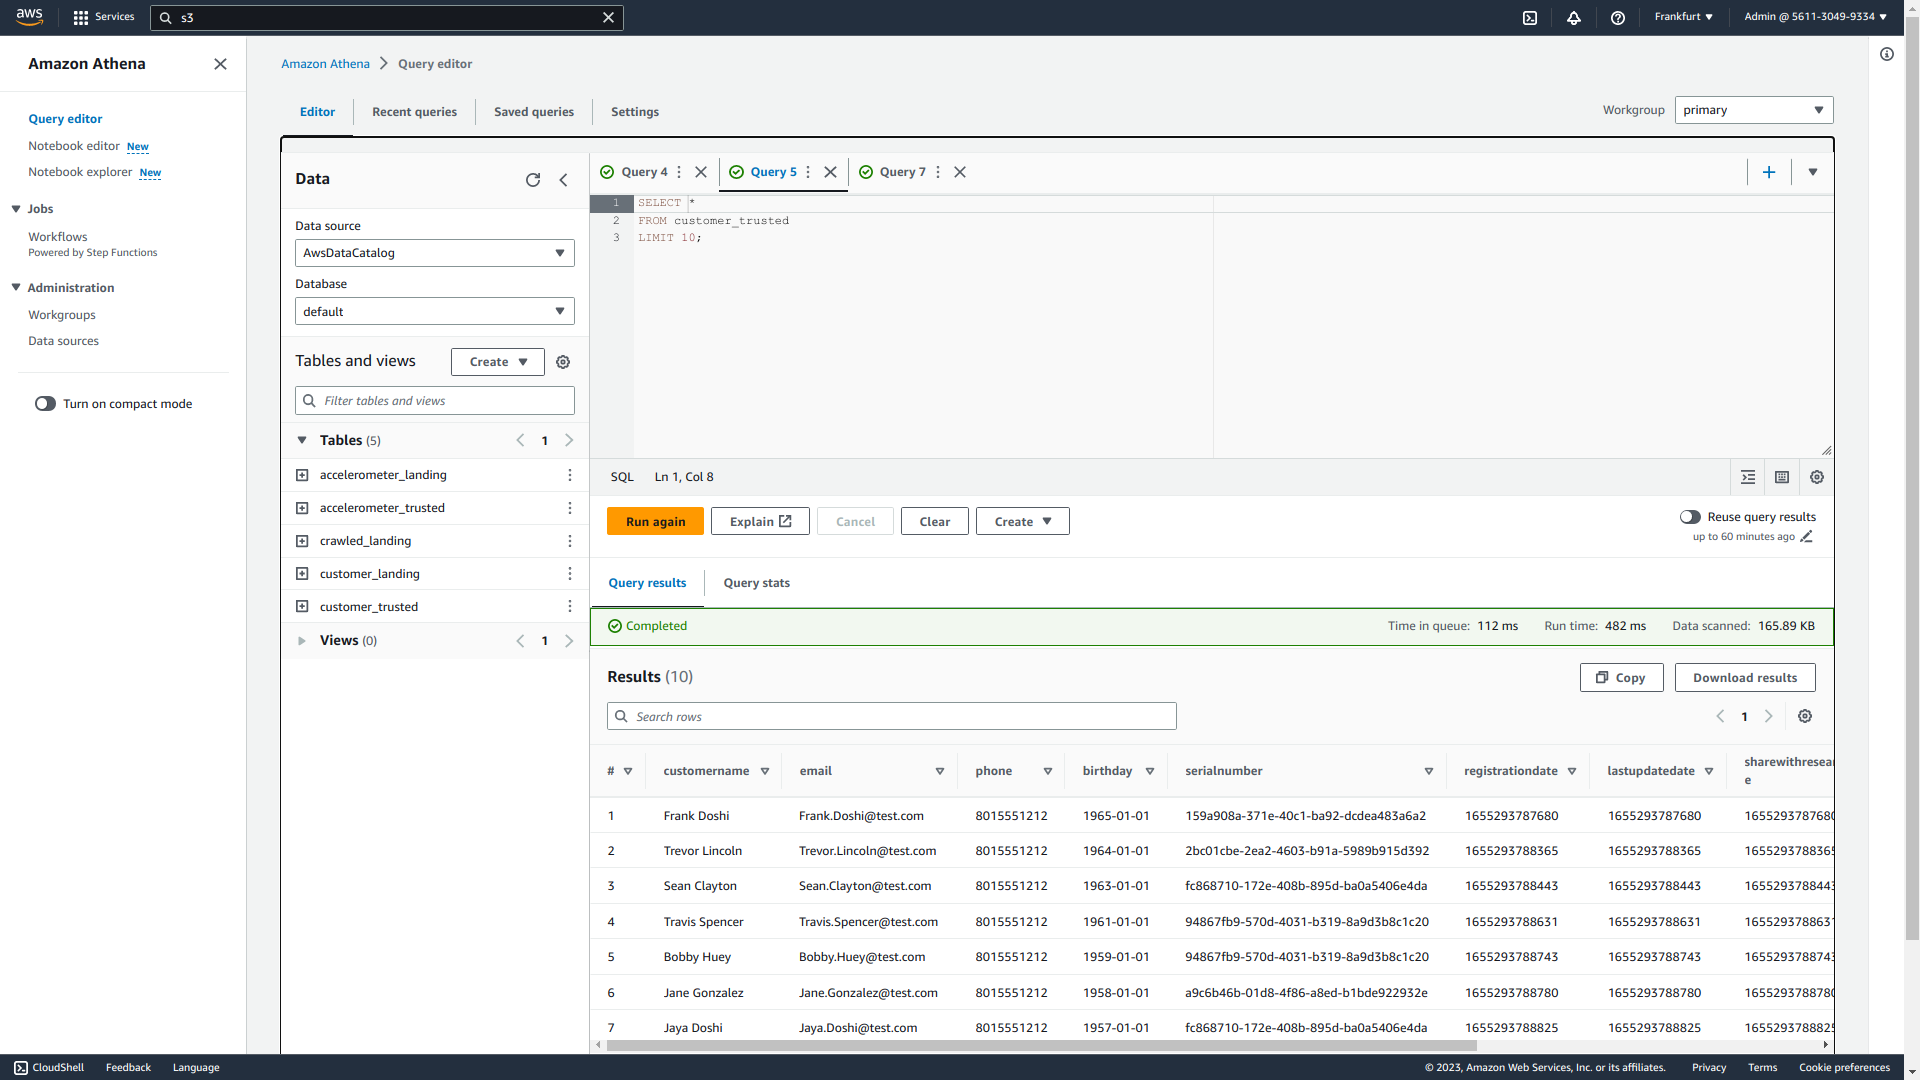 aws
Services
s3
Frankfurt
Admin @ 5611-3049-9334
Amazon Athena
Query editor
Notebook editor New
Notebook explorer New
Jobs
Workflows
Powered by Step Functions
Administration
Workgroups
Data sources
Turn on compact mode
Amazon Athena
Query editor
Editor
Recent queries
Saved queries
Settings
Workgroup
primary
Data
Data source
AwsDataCatalog
Database
default
Tables and views
Create
Filter tables and views
Tables (5)
1
accelerometer_landing
accelerometer_trusted
crawled_landing
customer_landing
customer_trusted
Views (0)
1
Query 4
Query 5
Query 7
1 SELECT *
2 FROM customer_trusted
3 LIMIT 10;
SQL
Ln 1, Col 8
Run again
Explain
Cancel
Clear
Create
Reuse query results
up to 60 minutes ago
Query results
Query stats
Completed
Time in queue: 112 ms
Run time: 482 ms
Data scanned: 165.89 KB
Results (10)
Copy
Download results
Search rows
1
# customername email phone birthday serialnumber registrationdate lastupdatedate sharewithresear
e
1 Frank Doshi Frank.Doshi@test.com 8015551212 1965-01-01 159a908a-371e-40c1-ba92-dcdea483a6a2 1655293787680 1655293787680 1655293787680
2 Trevor Lincoln Trevor.Lincoln@test.com 8015551212 1964-01-01 2bc01cbe-2ea2-4603-b91a-5989b915d392 1655293788365 1655293788365 1655293788365
3 Sean Clayton Sean.Clayton@test.com 8015551212 1963-01-01 fc868710-172e-408b-895d-ba0a5406e4da 1655293788443 1655293788443 1655293788443
4 Travis Spencer Travis.Spencer@test.com 8015551212 1961-01-01 94867fb9-570d-4031-b319-8a9d3b8c1c20 1655293788631 1655293788631 1655293788631
5 Bobby Huey Bobby.Huey@test.com 8015551212 1959-01-01 94867fb9-570d-4031-b319-8a9d3b8c1c20 1655293788743 1655293788743 1655293788743
6 Jane Gonzalez Jane.Gonzalez@test.com 8015551212 1958-01-01 a9c6b46b-01d8-4f86-a8ed-b1bde922932e 1655293788780 1655293788780 1655293788780
7 Jaya Doshi Jaya.Doshi@test.com 8015551212 1957-01-01 fc868710-172e-408b-895d-ba0a5406e4da 1655293788825 1655293788825 1655293788825
CloudShell
Feedback
Language
© 2023, Amazon Web Services, Inc. or its affiliates.
Privacy
Terms
Cookie preferences